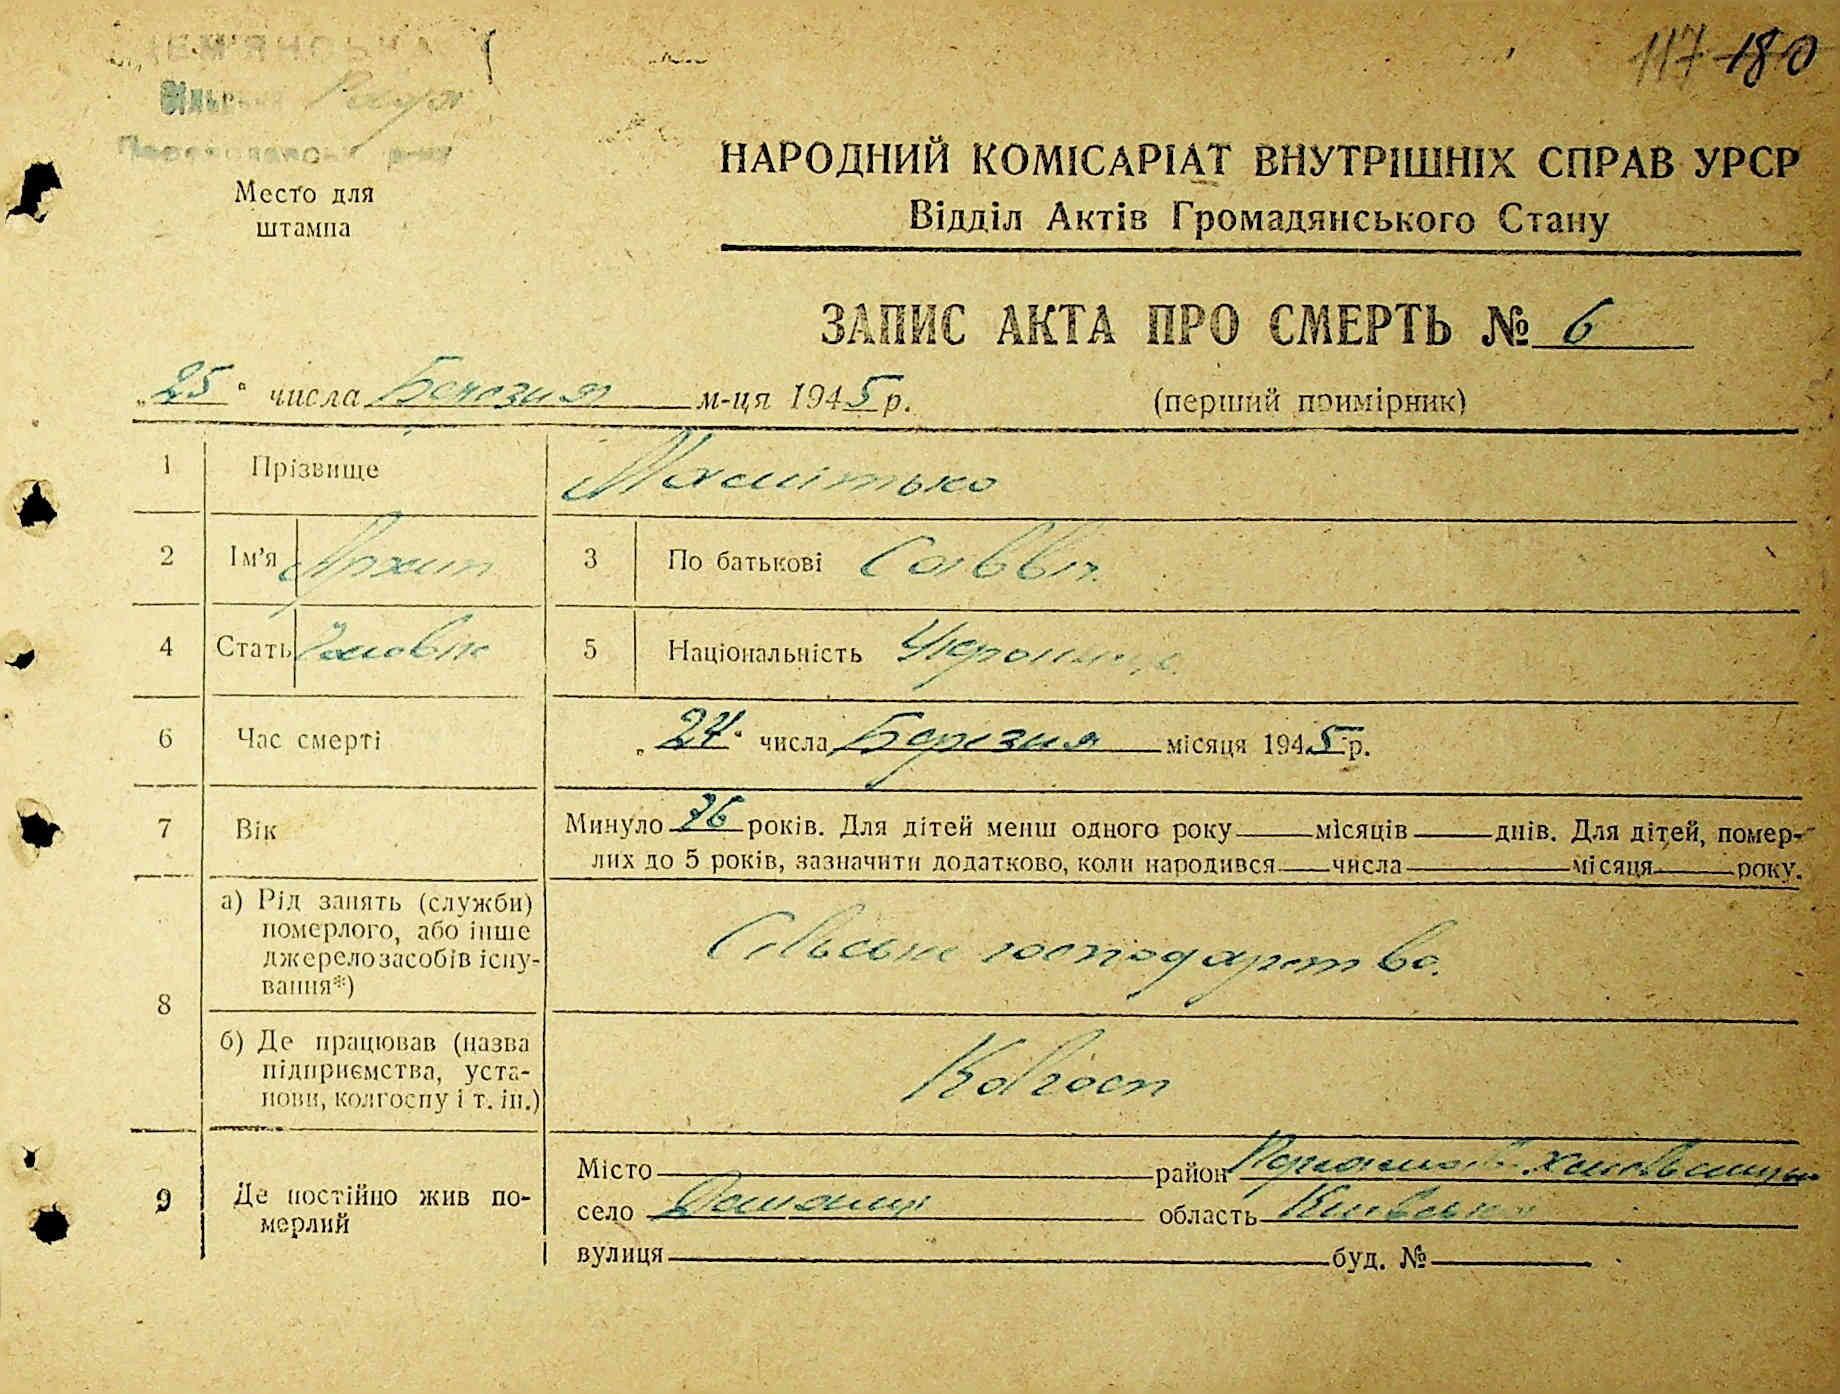 117 180
Місто для
штампа
НАРОДНИЙ КОМІСАРІАТ ВНУТРІШНІХ СПРАВ УРСР
Відділ Актів Громадянського Стану
ЗАПИС АКТА ПРО СМЕРТЬ № 6
„25“ числа Березня м-ця 1945 р. (перший примірник)
1 Прізвище
2 Ім'я Архип 3 По батькові Саввич
4 Стать 5 Національність Українец
6 Час смерті „24“ числа Березня місяця 1945 р.
7 Вік Минуло 76 років. Для дітей менш одного року місяців днів. Для дітей, помер-
лих до 5 років, зазначити додатково, коли народився числа місяця року.
8 а) Рід занять (служби)
померлого, або інше
джерело засобів існу-
вання*)
Сільське господарство.
б) Де працював (назва
підприємства, уста-
нови, колгоспу і т. ін.)
Колгосп
9 Де постійно жив по-
мерлий
Місто район
село область Київська
вулиця буд. №